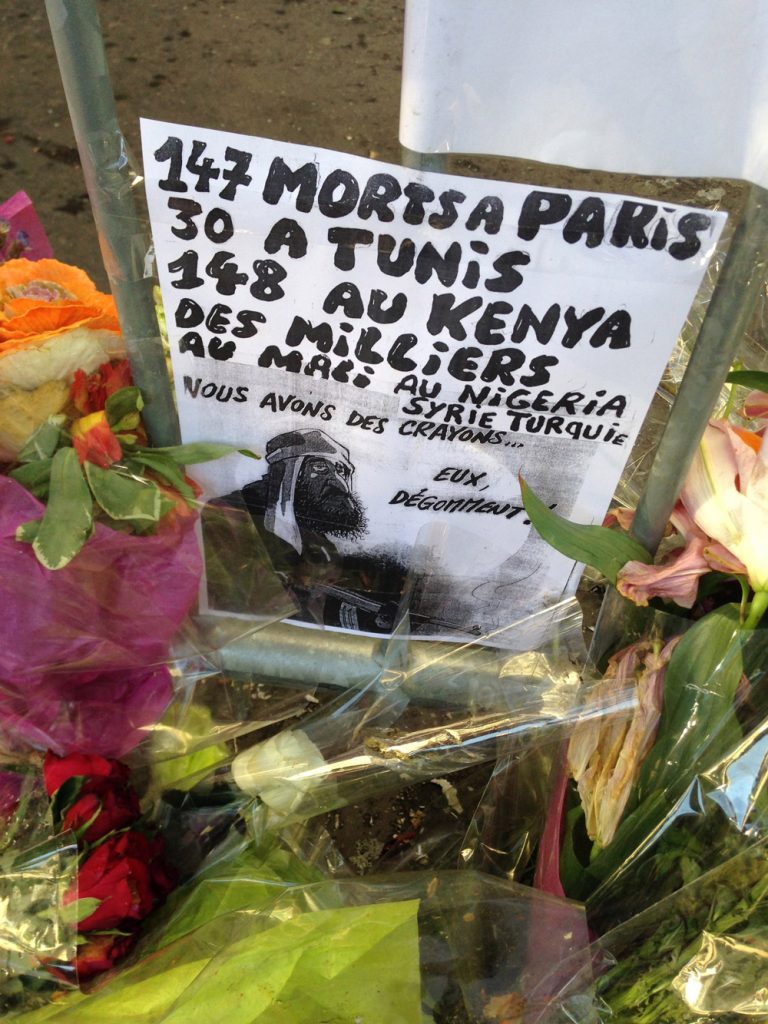 147 MORTS A PARIS
30 A TUNIS
148 AU KENYA
DES MILLIERS
AU MALI AU NIGERIA
SYRIE TURQUIE
NOUS AVONS DES CRAYONS...
EUX,
DÉGOMMENT!